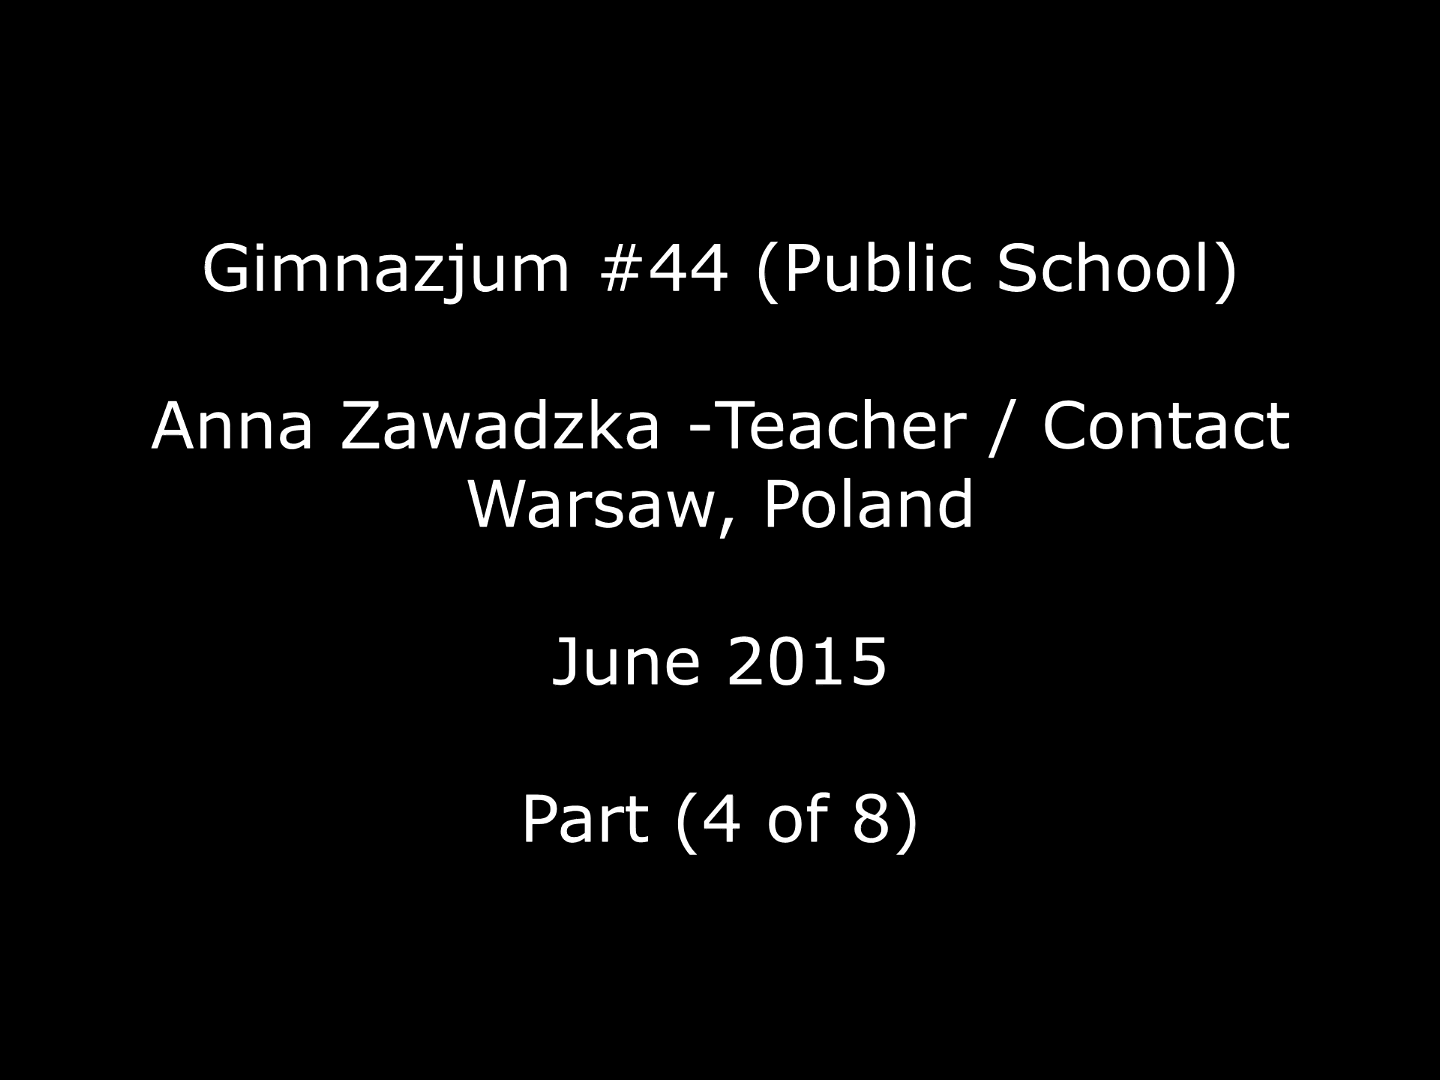 Gimnazjum #44 (Public School)
Anna Zawadzka -Teacher / Contact
Warsaw, Poland
June 2015
Part (4 of 8)